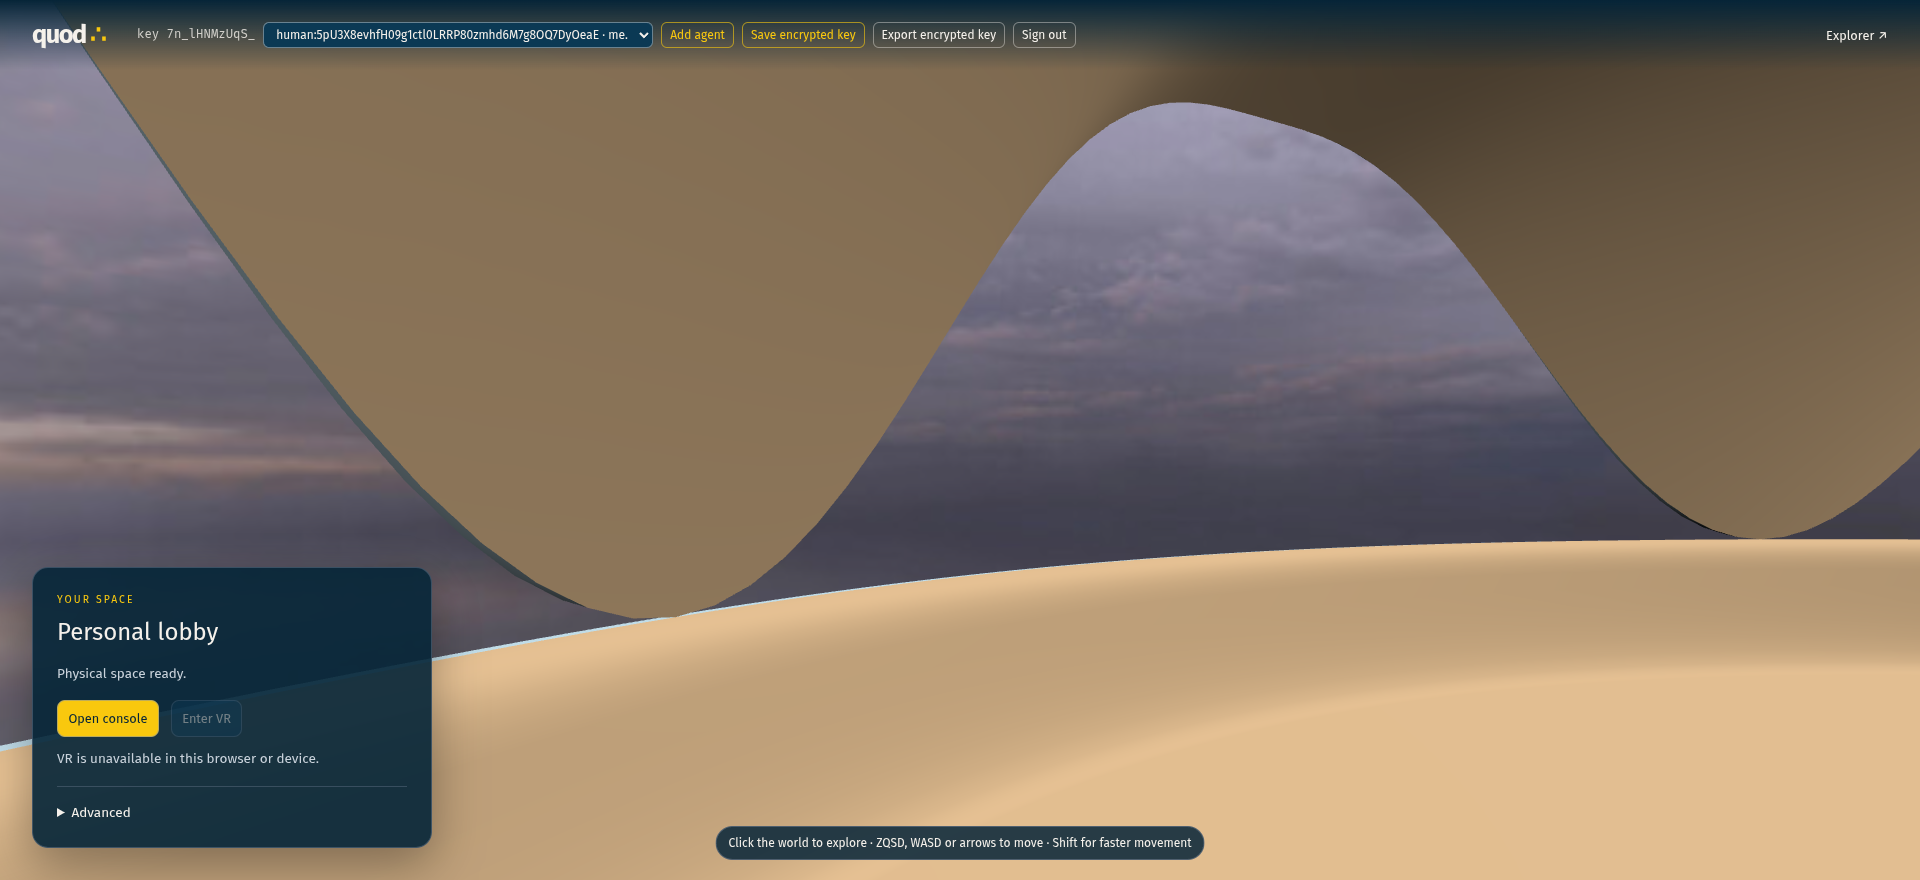 quod
key 7n_lHNMzUqS_
human:5pU3X8evhfH09g1ctl0LRRP80zmhd6M7g8OQ7DyOeaE · me.
Add agent
Save encrypted key
Export encrypted key
Sign out
Explorer ↗
YOUR SPACE
Personal lobby
Physical space ready.
Open console
Enter VR
VR is unavailable in this browser or device.
Advanced
Click the world to explore · ZQSD, WASD or arrows to move · Shift for faster movement